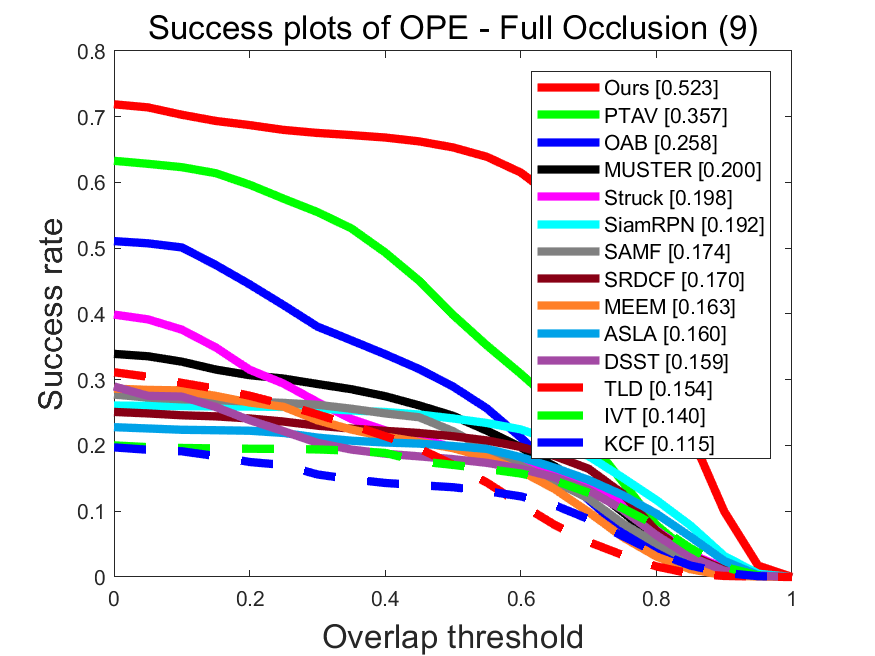 Success plots of OPE - Full Occlusion (9)
0.8
0.7
0.6
0.5
0.4
0.3
0.2
0.1
0
Success rate
Ours [0.523]
PTAV [0.357]
OAB [0.258]
MUSTER [0.200]
Struck [0.198]
SiamRPN [0.192]
SAMF [0.174]
SRDCF [0.170]
MEEM [0.163]
ASLA [0.160]
DSST [0.159]
TLD [0.154]
IVT [0.140]
KCF [0.115]
0 0.2 0.4 0.6 0.8 1
Overlap threshold